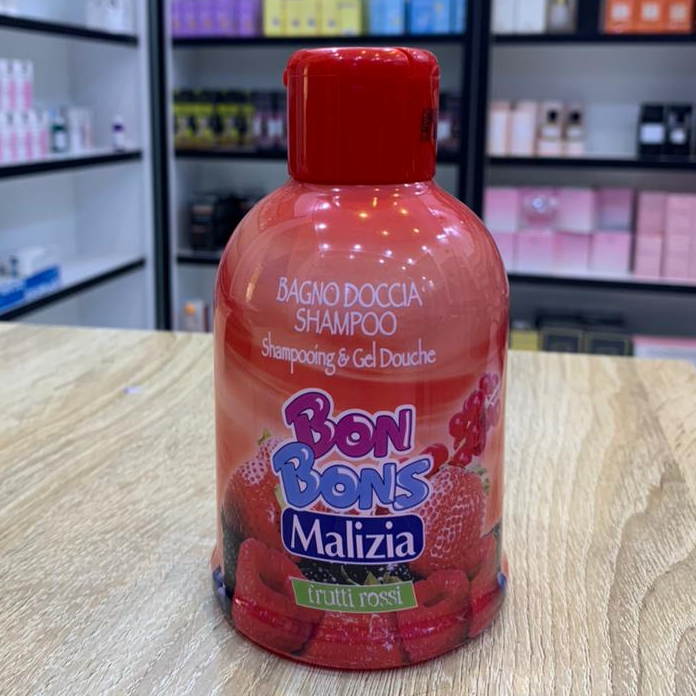 BAGNO DOCCIA
SHAMPOO
Shampooing & Gel Douche
BON
BONS
Malizia
frutti rossi